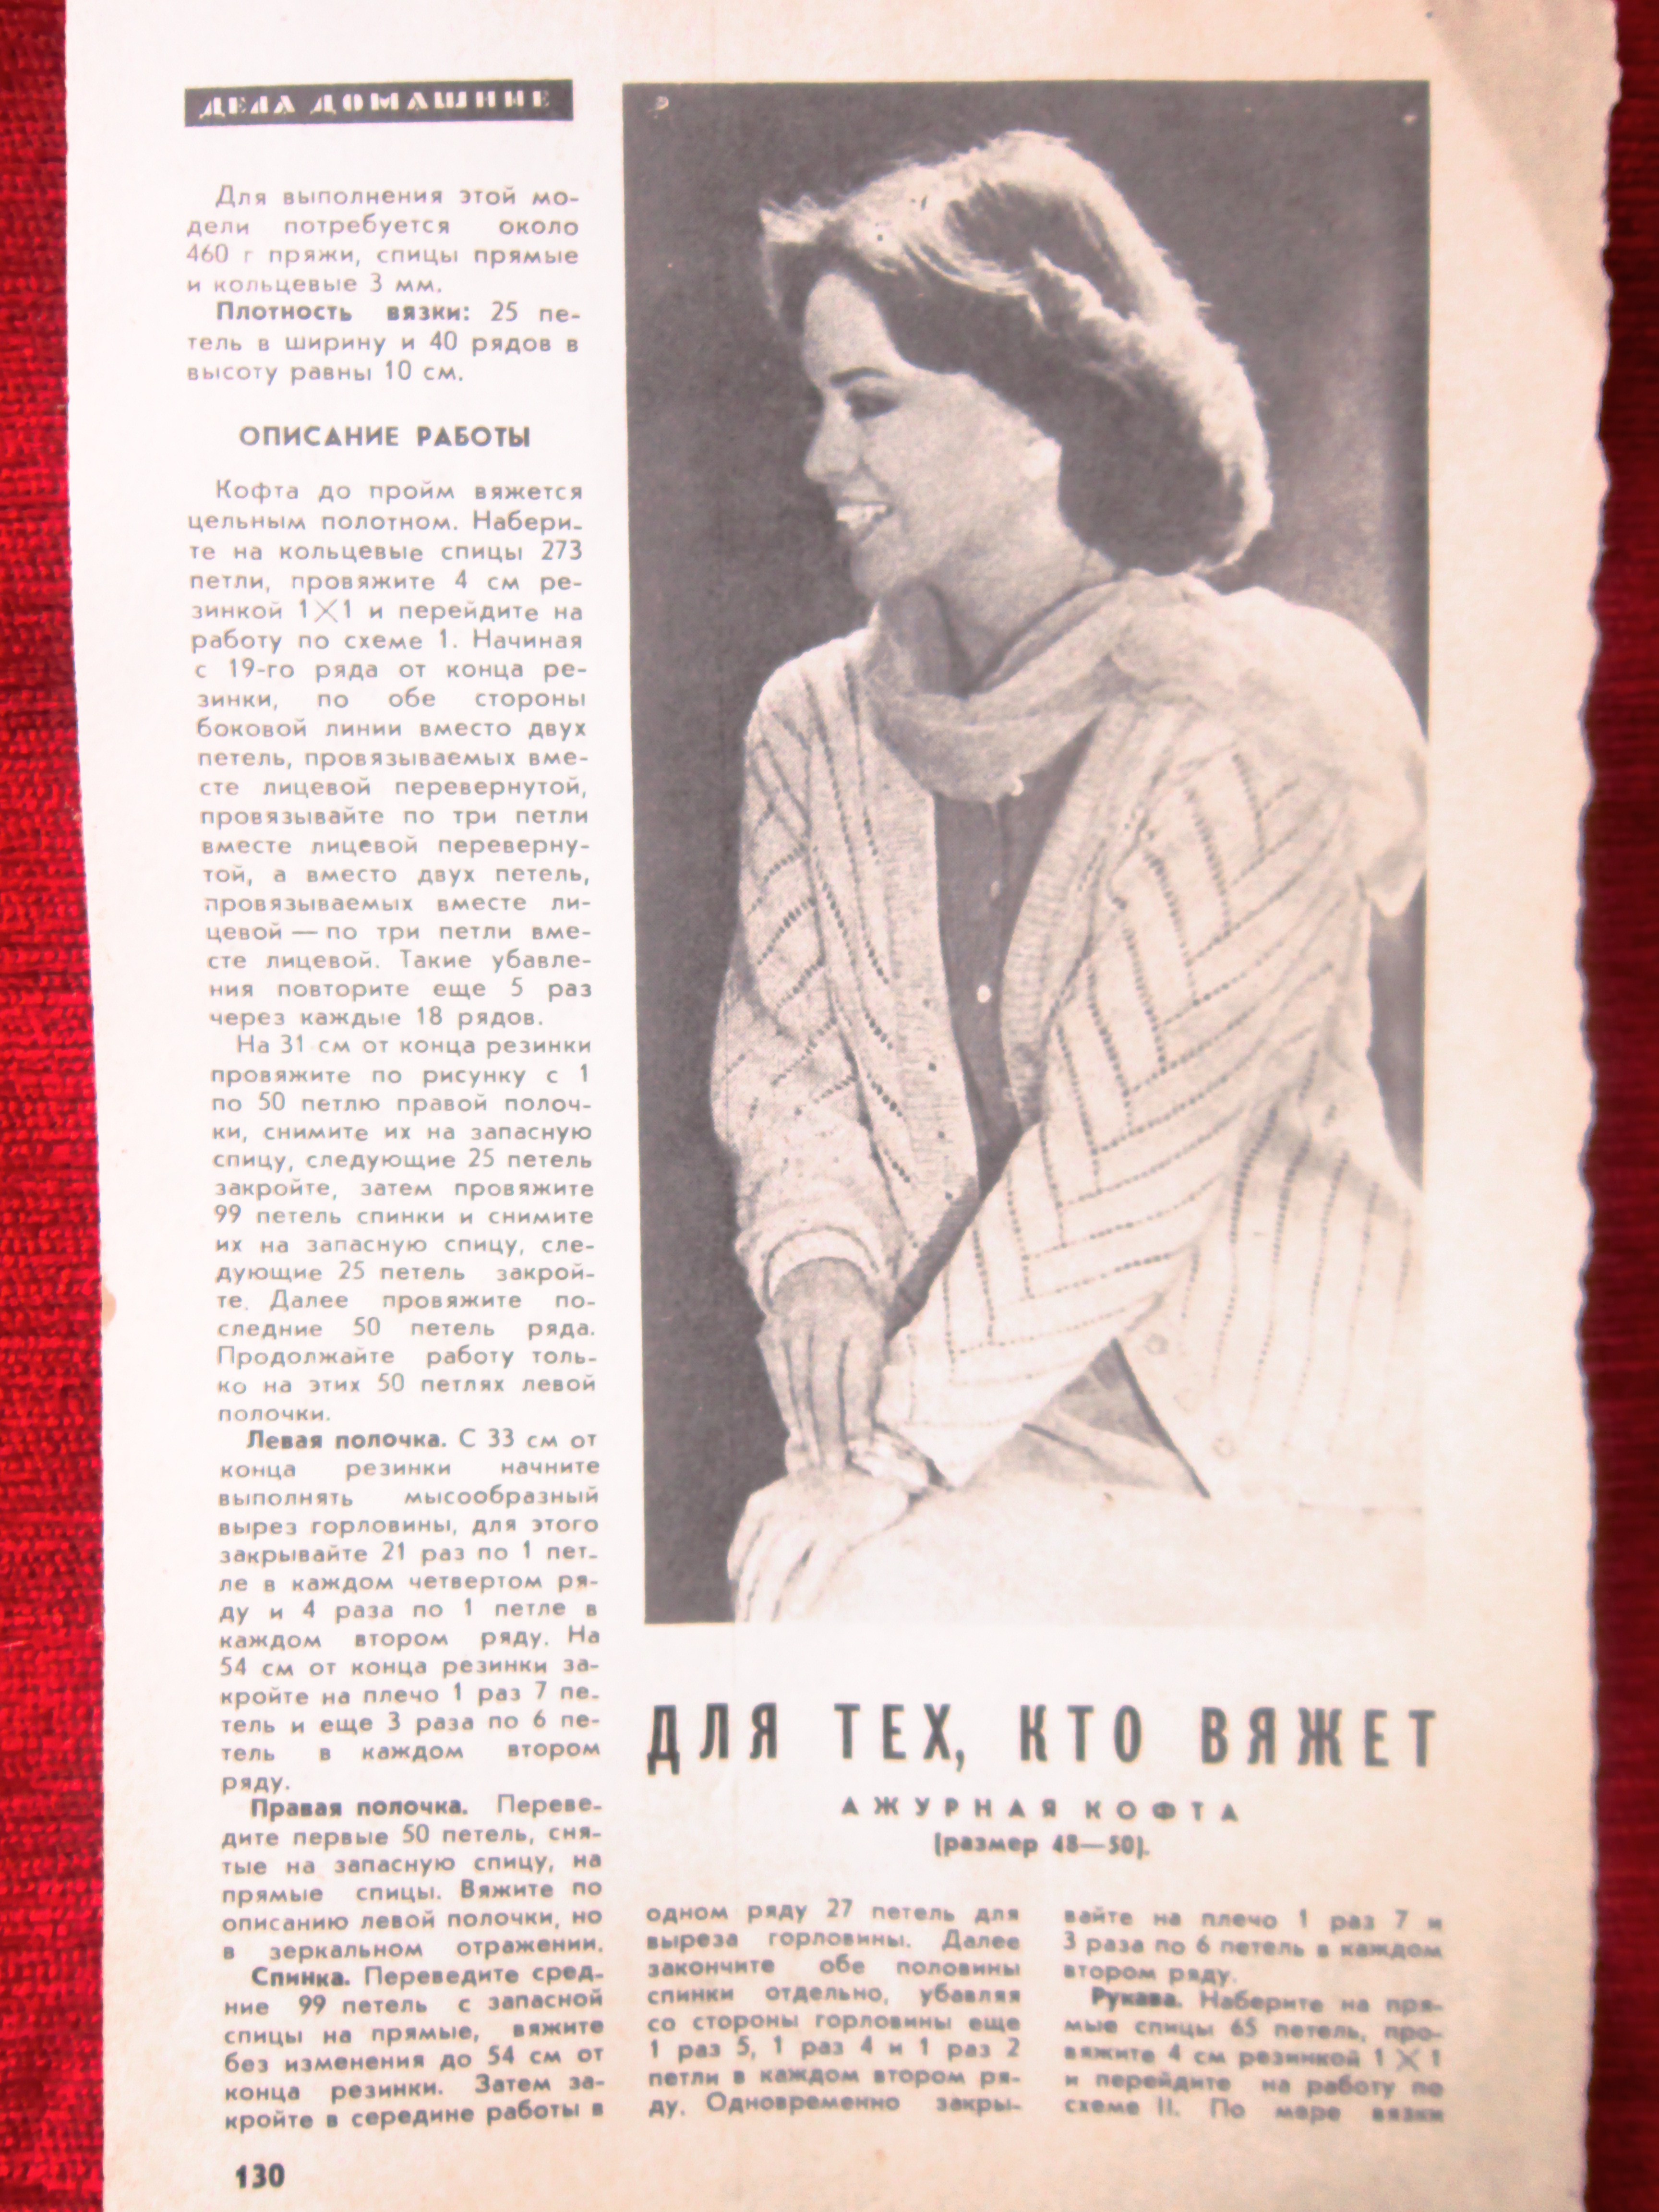 ДЕЛА ДОМАШНИЕ
Для выполнения этой мо-
дели потребуется около
460 г пряжи, спицы прямые
и кольцевые 3 мм.
Плотность вязки: 25 пе-
тель в ширину и 40 рядов в
высоту равны 10 см.
ОПИСАНИЕ РАБОТЫ
Кофта до пройм вяжется
цельным полотном. Набери-
те на кольцевые спицы 273
петли, провяжите 4 см ре-
зинкой 1×1 и перейдите на
работу по схеме 1. Начиная
с 19-го ряда от конца ре-
зинки, по обе стороны
боковой линии вместо двух
петель, провязываемых вме-
сте лицевой перевернутой,
провязывайте по три петли
вместе лицевой переверну-
той, а вместо двух петель,
провязываемых вместе ли-
цевой — по три петли вме-
сте лицевой. Такие убавле-
ния повторите еще 5 раз
через каждые 18 рядов.
На 31 см от конца резинки
провяжите по рисунку с 1
по 50 петлю правой полоч-
ки, снимите их на запасную
спицу, следующие 25 петель
закройте, затем провяжите
99 петель спинки и снимите
их на запасную спицу, сле-
дующие 25 петель закрой-
те. Далее провяжите по-
следние 50 петель ряда.
Продолжайте работу толь-
ко на этих 50 петлях левой
полочки.
Левая полочка. С 33 см от
конца резинки начните
выполнять мысообразный
вырез горловины, для этого
закрывайте 21 раз по 1 пет-
ле в каждом четвертом ря-
ду и 4 раза по 1 петле в
каждом втором ряду. На
54 см от конца резинки за-
кройте на плечо 1 раз 7 пе-
тель и еще 3 раза по 6 пе-
тель в каждом втором
ряду.
Правая полочка. Переве-
дите первые 50 петель, сня-
тые на запасную спицу, на
прямые спицы. Вяжите по
описанию левой полочки, но
в зеркальном отражении.
Спинка. Переведите сред-
ние 99 петель с запасной
спицы на прямые, вяжите
без изменения до 54 см от
конца резинки. Затем за-
кройте в середине работы в
130
ДЛЯ ТЕХ, КТО ВЯЖЕТ
АЖУРНАЯ КОФТА
(размер 48—50).
одном ряду 27 петель для
выреза горловины. Далее
закончите обе половины
спинки отдельно, убавляя
со стороны горловины еще
1 раз 5, 1 раз 4 и 1 раз 2
петли в каждом втором ря-
ду. Одновременно закры-
вайте на плечо 1 раз 7 и
3 раза по 6 петель в каждом
втором ряду.
Рукава. Наберите на пря-
мые спицы 65 петель, про-
вяжите 4 см резинкой 1×1
и перейдите на работу по
схеме II. По мере вязки